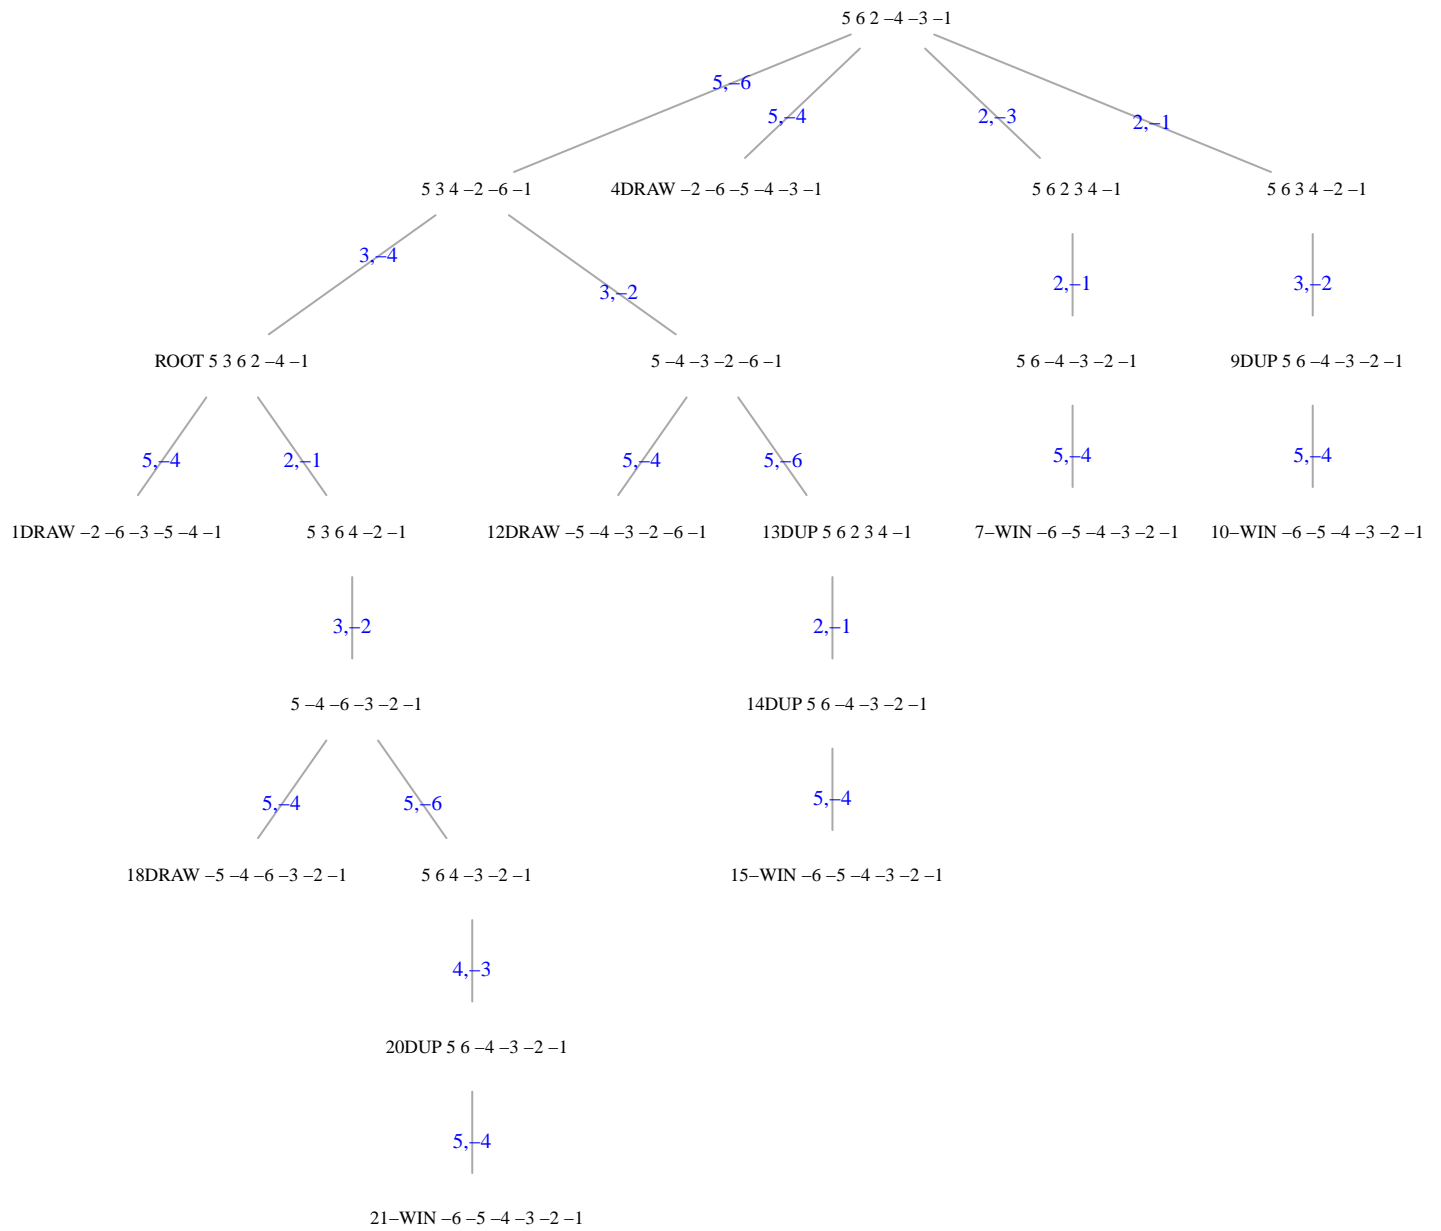 5 6 2 –4 –3 –1
5,–6
5,–4
2,–3
2,–1
5 3 4 –2 –6 –1
4DRAW –2 –6 –5 –4 –3 –1
5 6 2 3 4 –1
5 6 3 4 –2 –1
3,–4
3,–2
2,–1
3,–2
ROOT 5 3 6 2 –4 –1
5 –4 –3 –2 –6 –1
5 6 –4 –3 –2 –1
9DUP 5 6 –4 –3 –2 –1
5,–4
2,–1
5,–4
5,–6
5,–4
5,–4
1DRAW –2 –6 –3 –5 –4 –1
5 3 6 4 –2 –1
12DRAW –5 –4 –3 –2 –6 –1
13DUP 5 6 2 3 4 –1
7–WIN –6 –5 –4 –3 –2 –1
10–WIN –6 –5 –4 –3 –2 –1
3,–2
2,–1
5 –4 –6 –3 –2 –1
14DUP 5 6 –4 –3 –2 –1
5,–4
5,–6
5,–4
18DRAW –5 –4 –6 –3 –2 –1
5 6 4 –3 –2 –1
15–WIN –6 –5 –4 –3 –2 –1
4,–3
20DUP 5 6 –4 –3 –2 –1
5,–4
21–WIN –6 –5 –4 –3 –2 –1